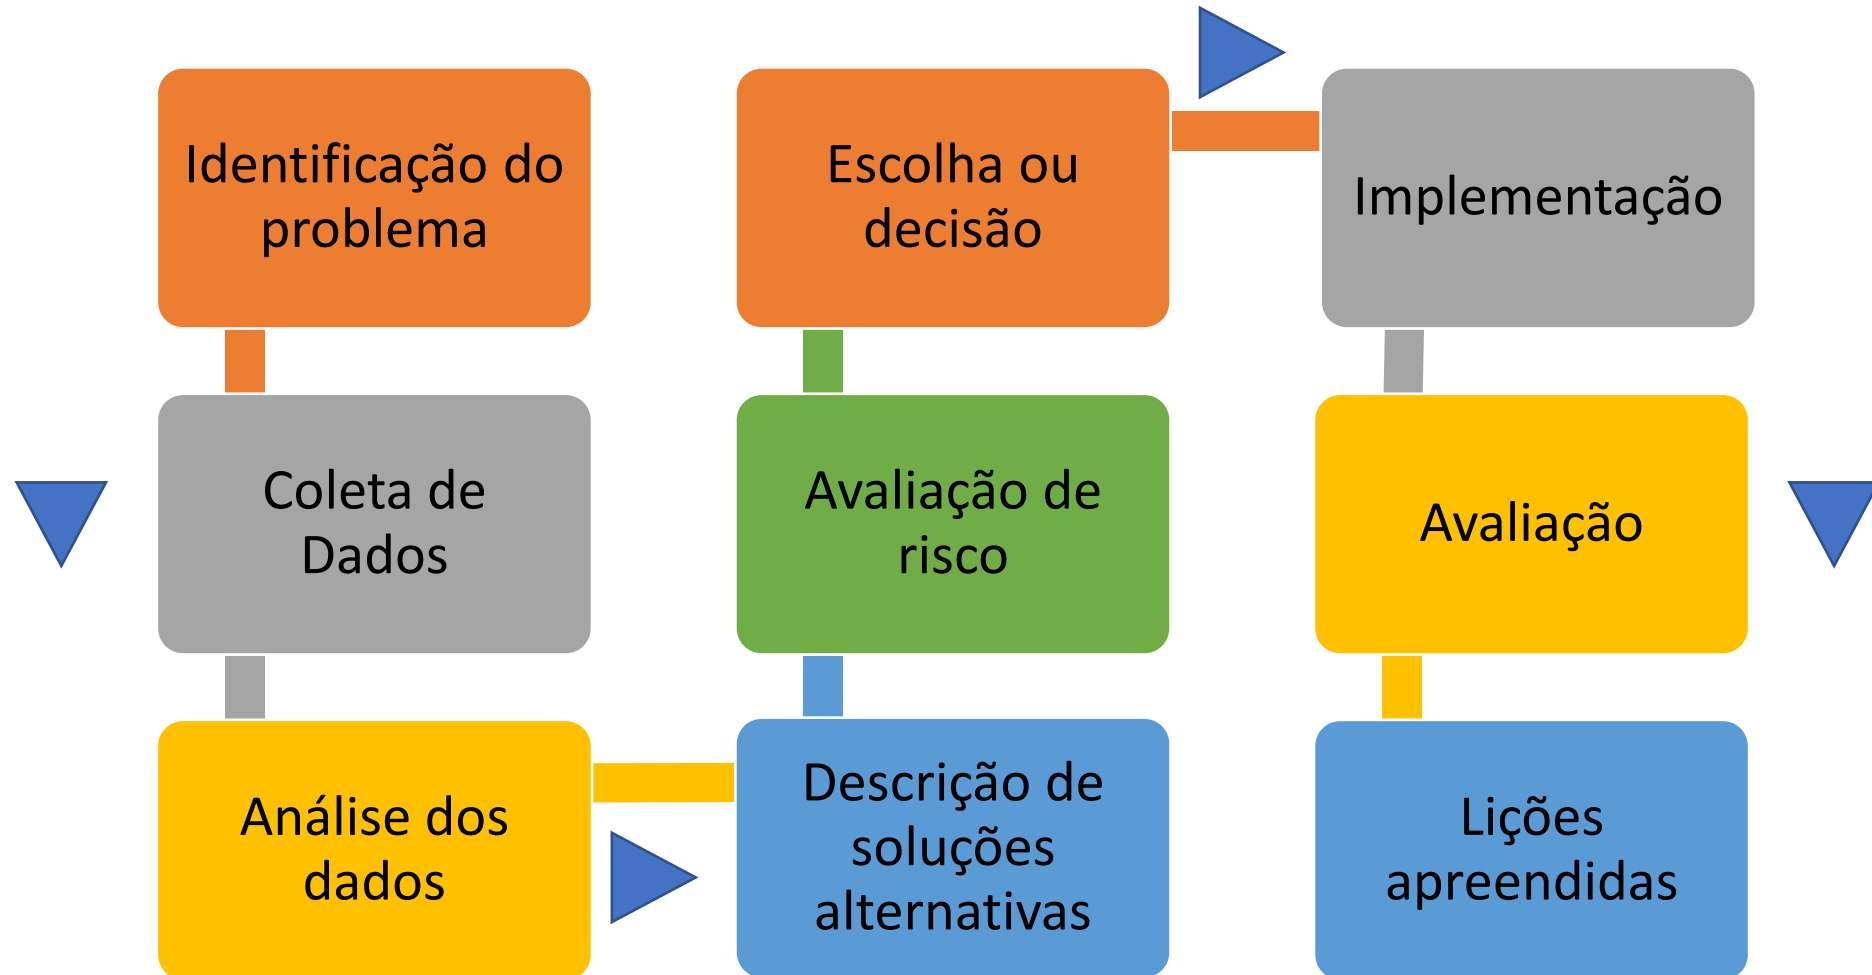 Identificação do
problema
Coleta de
Dados
Análise dos
dados
Descrição de
soluções
alternativas
Avaliação de
risco
Escolha ou
decisão
Implementação
Avaliação
Lições
apreendidas